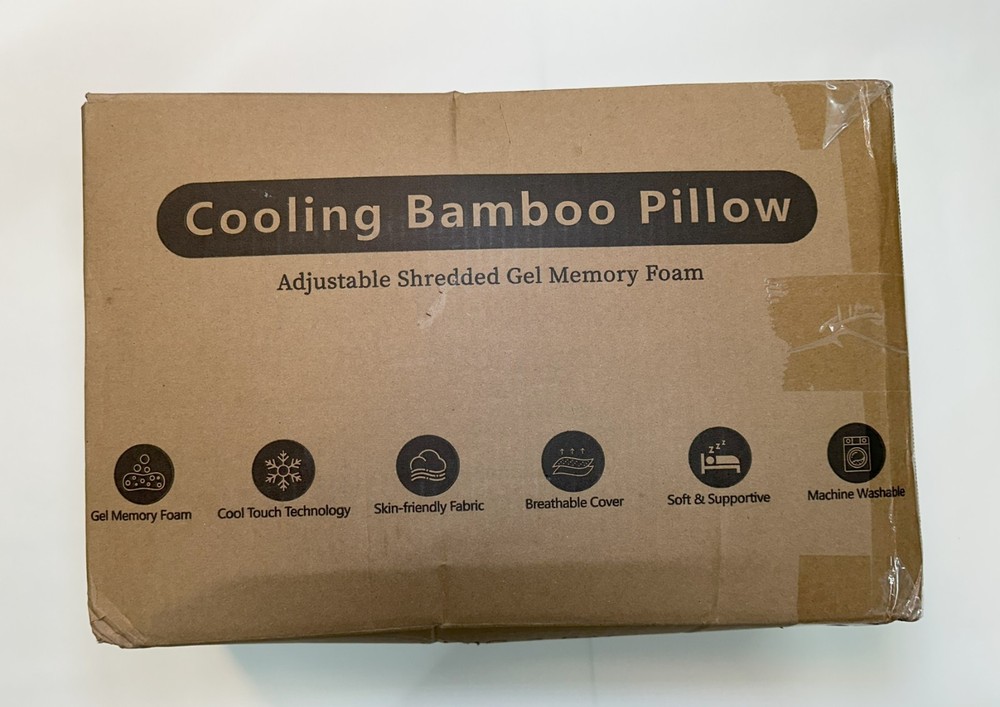 Cooling Bamboo Pillow
Adjustable Shredded Gel Memory Foam
Gel Memory Foam
Cool Touch Technology
Skin-friendly Fabric
Breathable Cover
Soft & Supportive
Machine Washable